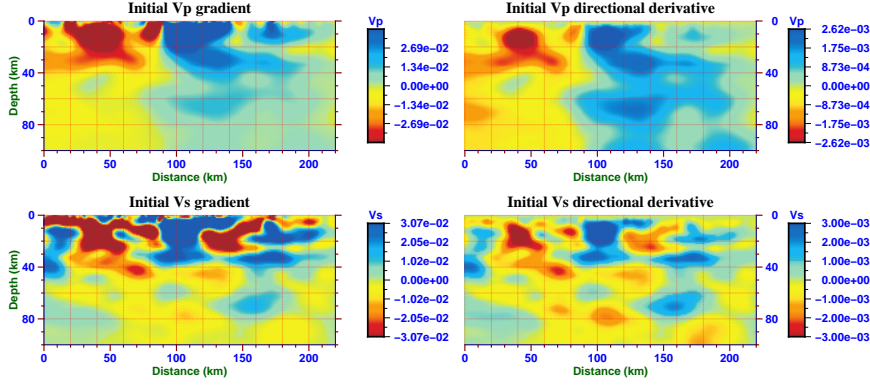 Initial Vp gradient
Initial Vp directional derivative
0
40
80
Depth (km)
0 50 100 150 200
Distance (km)
Vp
2.69e−02
1.34e−02
0.00e+00
−1.34e−02
−2.69e−02
0 50 100 150 200
Distance (km)
Vp
2.62e−03
1.75e−03
8.73e−04
0.00e+00
−8.73e−04
−1.75e−03
−2.62e−03
Initial Vs gradient
Initial Vs directional derivative
0
40
80
Depth (km)
0 50 100 150 200
Distance (km)
Vs
3.07e−02
2.05e−02
1.02e−02
0.00e+00
−1.02e−02
−2.05e−02
−3.07e−02
0 50 100 150 200
Distance (km)
Vs
3.00e−03
2.00e−03
1.00e−03
0.00e+00
−1.00e−03
−2.00e−03
−3.00e−03